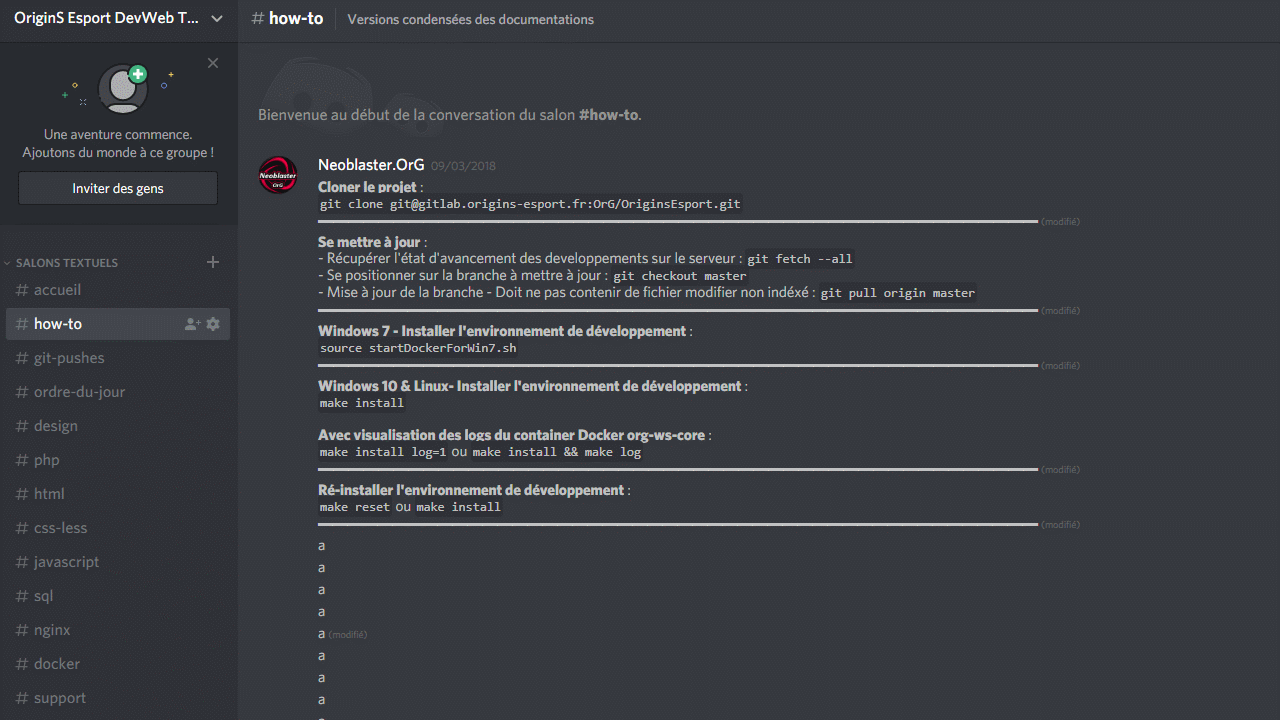 OriginS Esport DevWeb T...
Une aventure commence.
Ajoutons du monde à ce groupe !
Inviter des gens
SALONS TEXTUELS
# accueil
# how-to
# git-pushes
# ordre-du-jour
# design
# php
# html
# css-less
# javascript
# sql
# nginx
# docker
# support
# how-to
Versions condensées des documentations
Bienvenue au début de la conversation du salon #how-to.
Neoblaster
OrG
Neoblaster.OrG 09/03/2018
Cloner le projet :
git clone git@gitlab.origins-esport.fr:OrG/OriginsEsport.git
(modifié)
Se mettre à jour :
- Récupérer l'état d'avancement des developpements sur le serveur : git fetch --all
- Se positionner sur la branche à mettre à jour : git checkout master
- Mise à jour de la branche - Doit ne pas contenir de fichier modifier non indéxé : git pull origin master
(modifié)
Windows 7 - Installer l'environnement de développement :
source startDockerForWin7.sh
(modifié)
Windows 10 & Linux- Installer l'environnement de développement :
make install
Avec visualisation des logs du container Docker org-ws-core :
make install log=1 OU make install && make log
(modifié)
Ré-installer l'environnement de développement :
make reset OU make install
(modifié)
a
a
a
a
a (modifié)
a
a
a